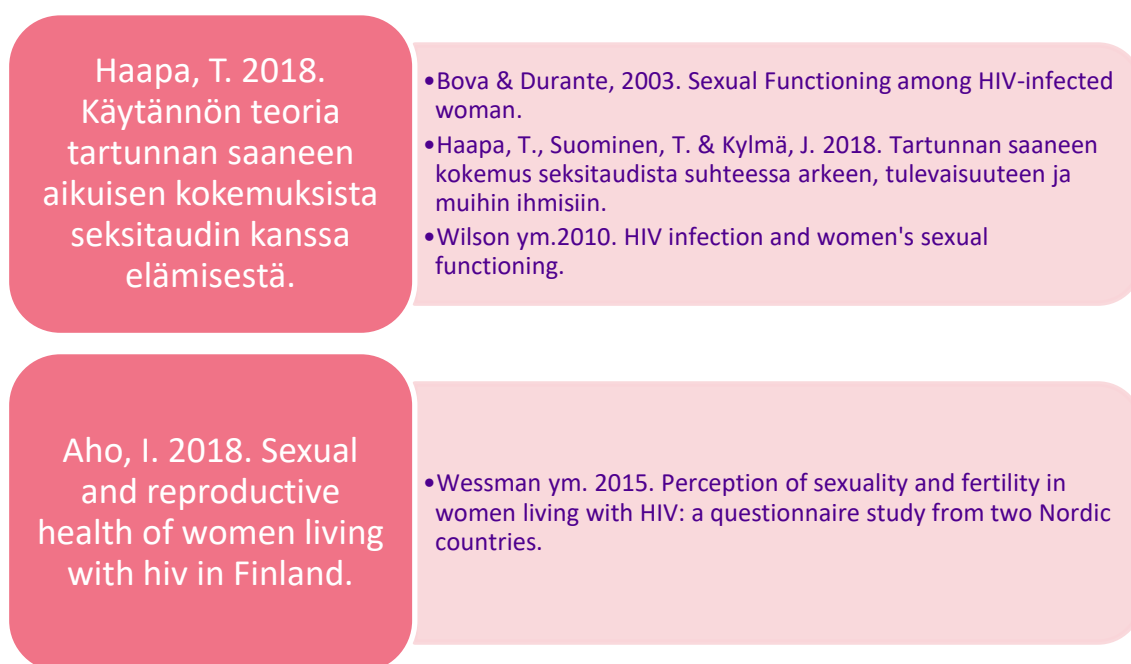 Haapa, T. 2018.
Käytännön teoria
tartunnan saaneen
aikuisen kokemuksista
seksitaudin kanssa
elämisestä.
•Bova & Durante, 2003. Sexual Functioning among HIV-infected
woman.
•Haapa, T., Suominen, T. & Kylmä, J. 2018. Tartunnan saaneen
kokemus seksitaudista suhteessa arkeen, tulevaisuuteen ja
muihin ihmisiin.
•Wilson ym.2010. HIV infection and women's sexual
functioning.
Aho, I. 2018. Sexual
and reproductive
health of women living
with hiv in Finland.
•Wessman ym. 2015. Perception of sexuality and fertility in
women living with HIV: a questionnaire study from two Nordic
countries.